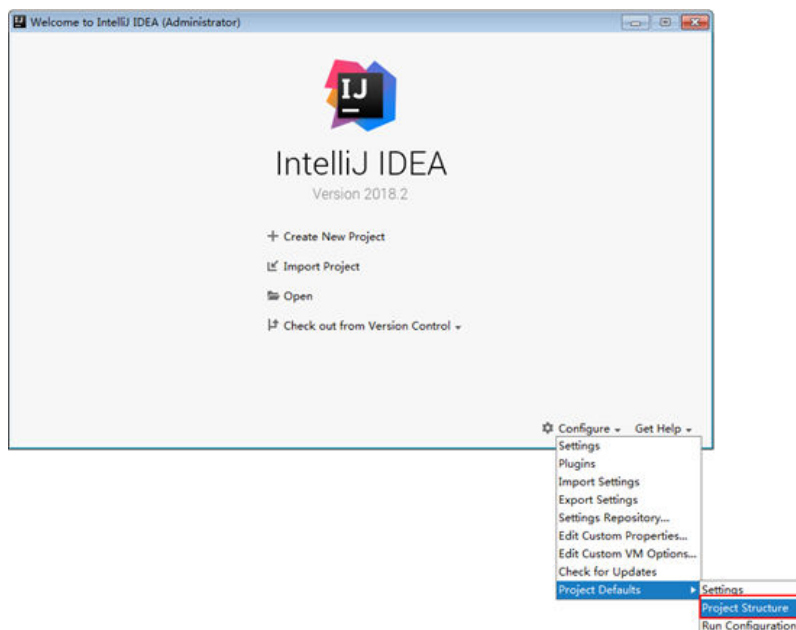 Welcome to IntelliJ IDEA (Administrator)
IJ
IntelliJ IDEA
Version 2018.2
Create New Project
Import Project
Open
Check out from Version Control
Configure Get Help
Settings
Plugins
Import Settings
Export Settings
Settings Repository...
Edit Custom Properties...
Edit Custom VM Options...
Check for Updates
Project Defaults Settings
Project Structure
Run Configuration